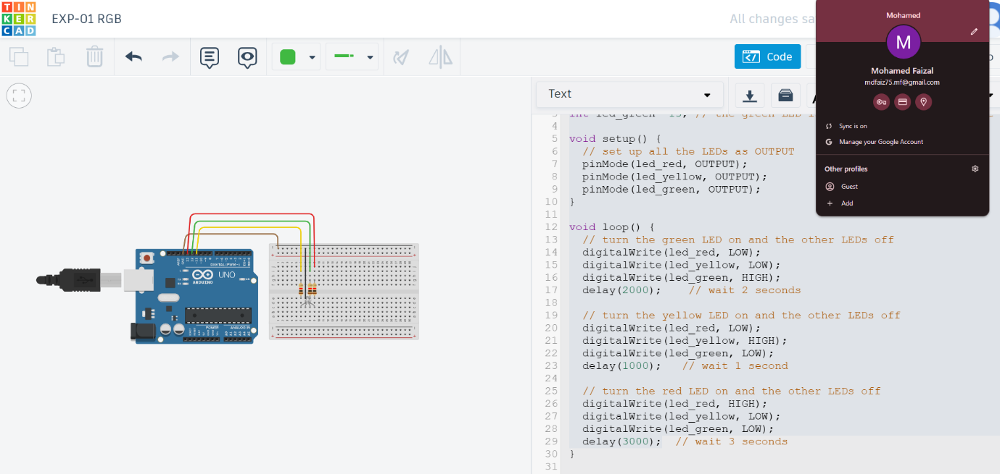 TIN
KER
CAD
EXP-01 RGB
All changes sa
Code
Text
Mohamed
M
Mohamed Faizal
mdfaiz75.mf@gmail.com
Sync is on
Manage your Google Account
Other profiles
Guest
Add
4
5 void setup() {
6 // set up all the LEDs as OUTPUT
7 pinMode(led_red, OUTPUT);
8 pinMode(led_yellow, OUTPUT);
9 pinMode(led_green, OUTPUT);
10 }
11
12 void loop() {
13 // turn the green LED on and the other LEDs off
14 digitalWrite(led_red, LOW);
15 digitalWrite(led_yellow, LOW);
16 digitalWrite(led_green, HIGH);
17 delay(2000); // wait 2 seconds
18
19 // turn the yellow LED on and the other LEDs off
20 digitalWrite(led_red, LOW);
21 digitalWrite(led_yellow, HIGH);
22 digitalWrite(led_green, LOW);
23 delay(1000); // wait 1 second
24
25 // turn the red LED on and the other LEDs off
26 digitalWrite(led_red, HIGH);
27 digitalWrite(led_yellow, LOW);
28 digitalWrite(led_green, LOW);
29 delay(3000); // wait 3 seconds
30 }
31
DIGITAL (PWM~)
UNO
ARDUINO
POWER
ANALOG IN